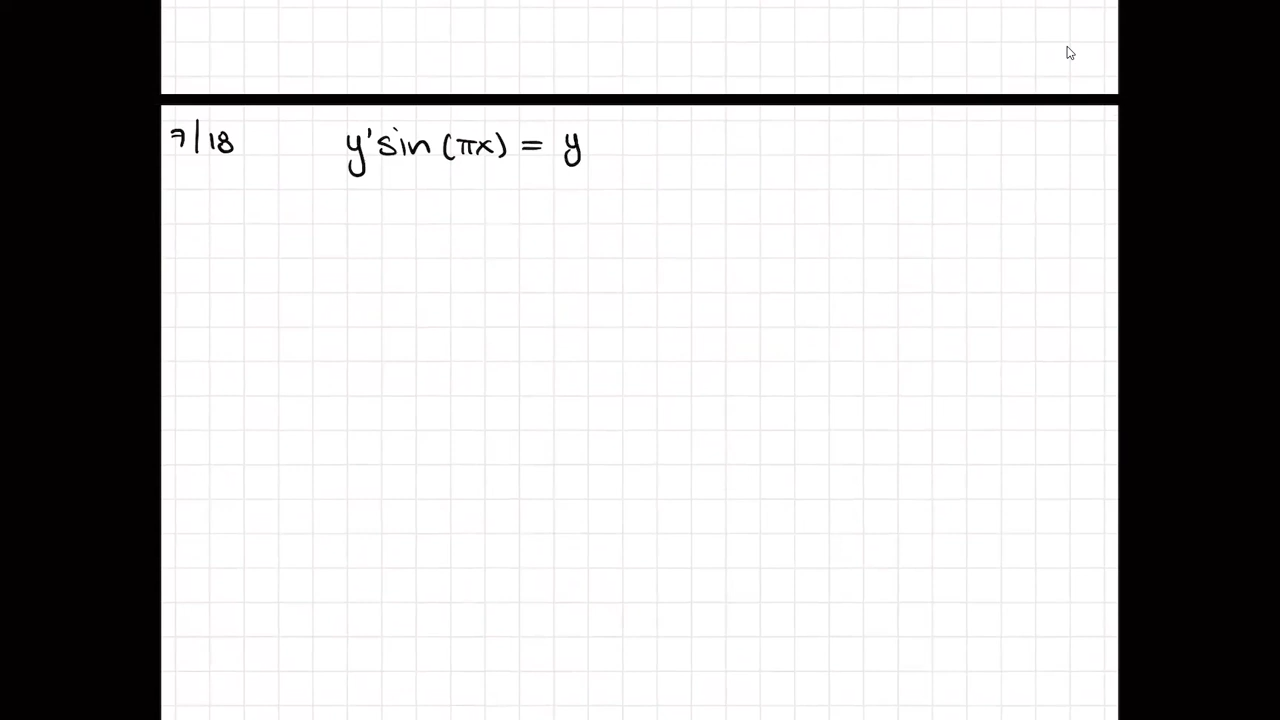 7/18 y'sin(πx) = y